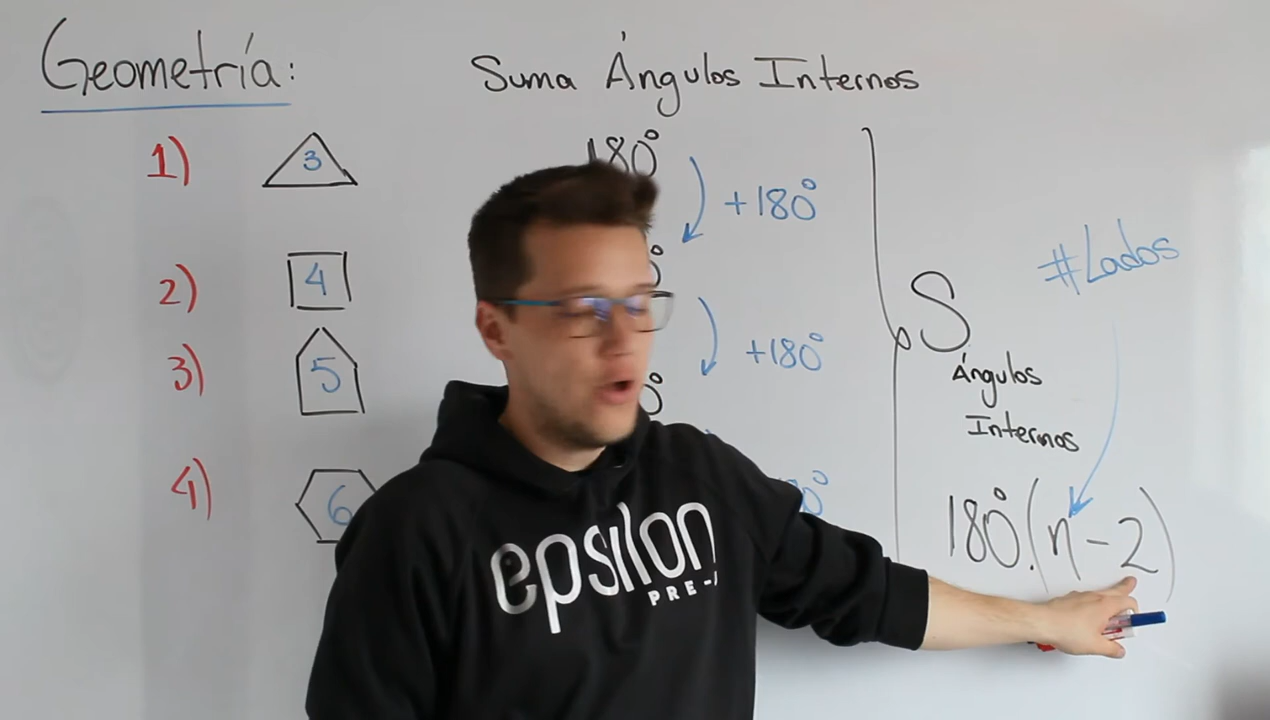 Geometría:
Suma Ángulos Internos
1) 3 180° +180°
2) 4
3) 5 +180°
4) 6
#Lados
S
Ángulos
Internos
180°.(n-2)
epsilon
PRE-